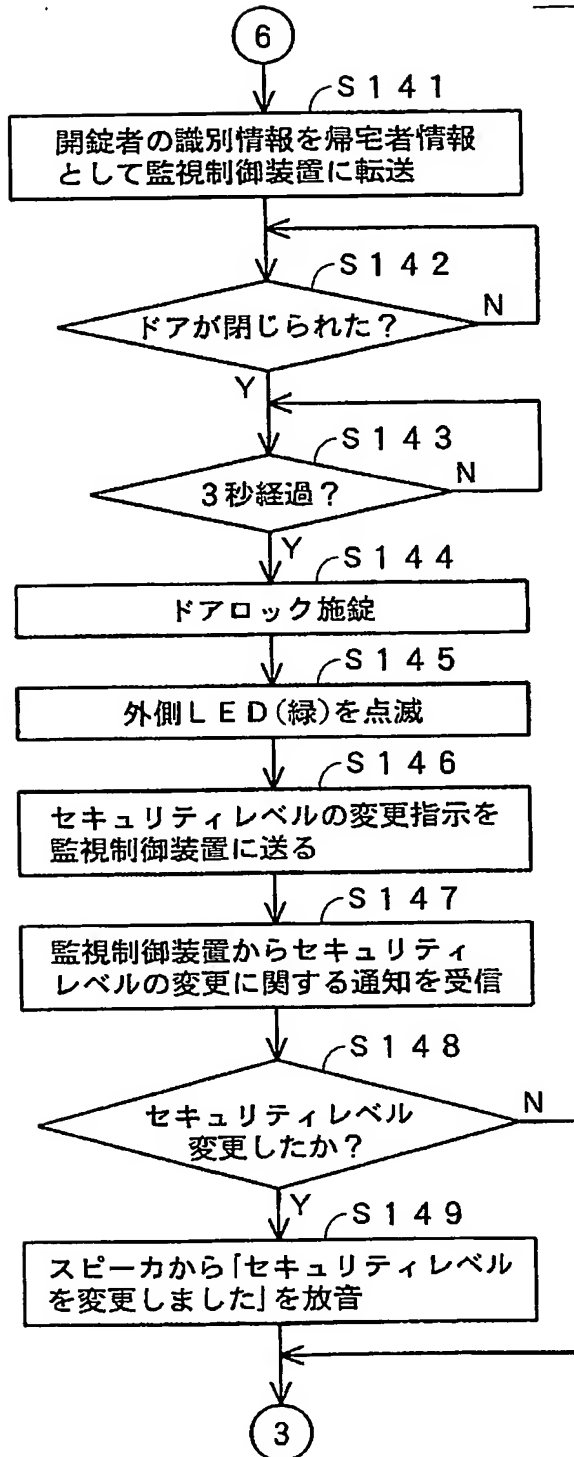 6
S141
開錠者の識別情報を帰宅者情報
として監視制御装置に転送
S142
ドアが閉じられた?
N
Y
S143
3秒経過?
N
Y
S144
ドアロック施錠
S145
外側LED(緑)を点滅
S146
セキュリティレベルの変更指示を
監視制御装置に送る
S147
監視制御装置からセキュリティ
レベルの変更に関する通知を受信
S148
セキュリティレベル
変更したか?
N
Y
S149
スピーカから「セキュリティレベル
を変更しました」を放音
3